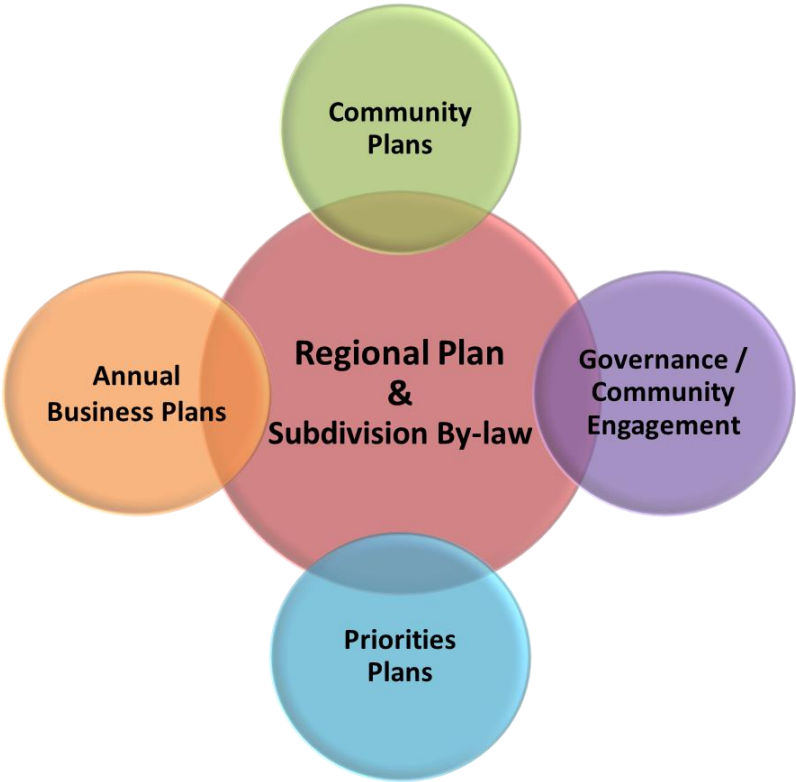 Community
Plans
Annual
Business Plans
Regional Plan
&
Subdivision By-law
Governance /
Community
Engagement
Priorities
Plans